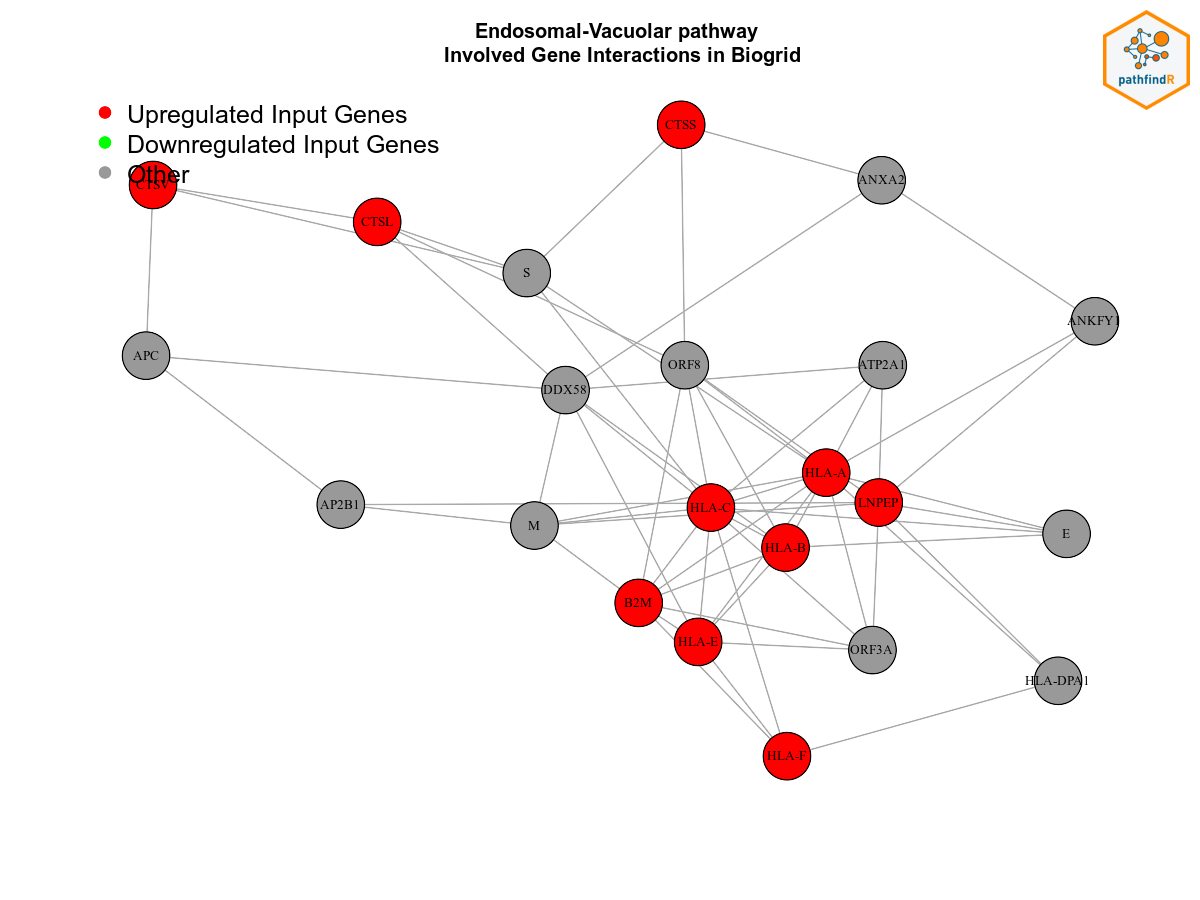 Endosomal-Vacuolar pathway
Involved Gene Interactions in Biogrid
pathfindR
Upregulated Input Genes
Downregulated Input Genes
Other
CTSS
ANXA2
CTSV
CTSL
S
ANKFY1
APC
ORF8
ATP2A1
DDX58
HLA-A
LNPEP
AP2B1
HLA-C
M
E
HLA-B
B2M
HLA-E
ORF3A
HLA-DPA1
HLA-F